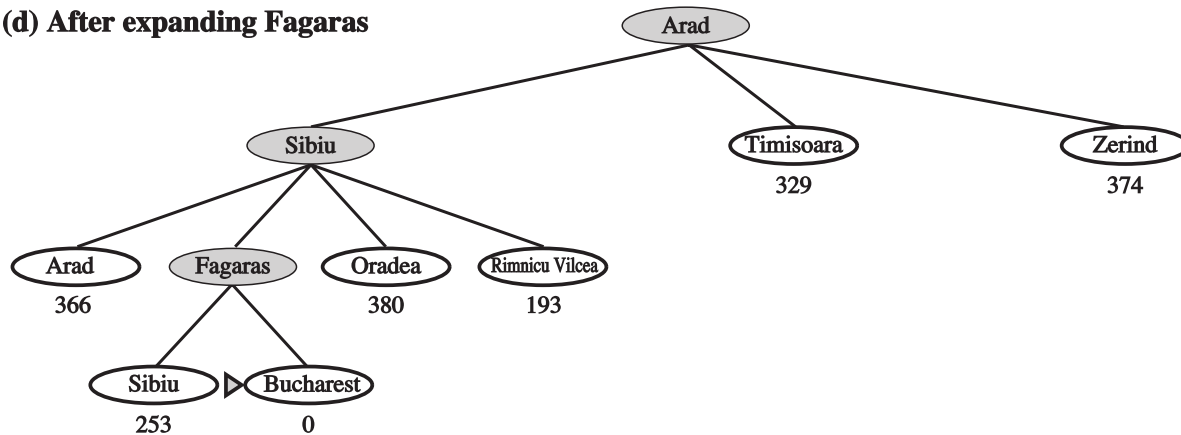 (d) After expanding Fagaras
Arad
Sibiu
Timisoara
Zerind
329
374
Arad
Fagaras
Oradea
Rimnicu Vilcea
366
380
193
Sibiu
Bucharest
253
0